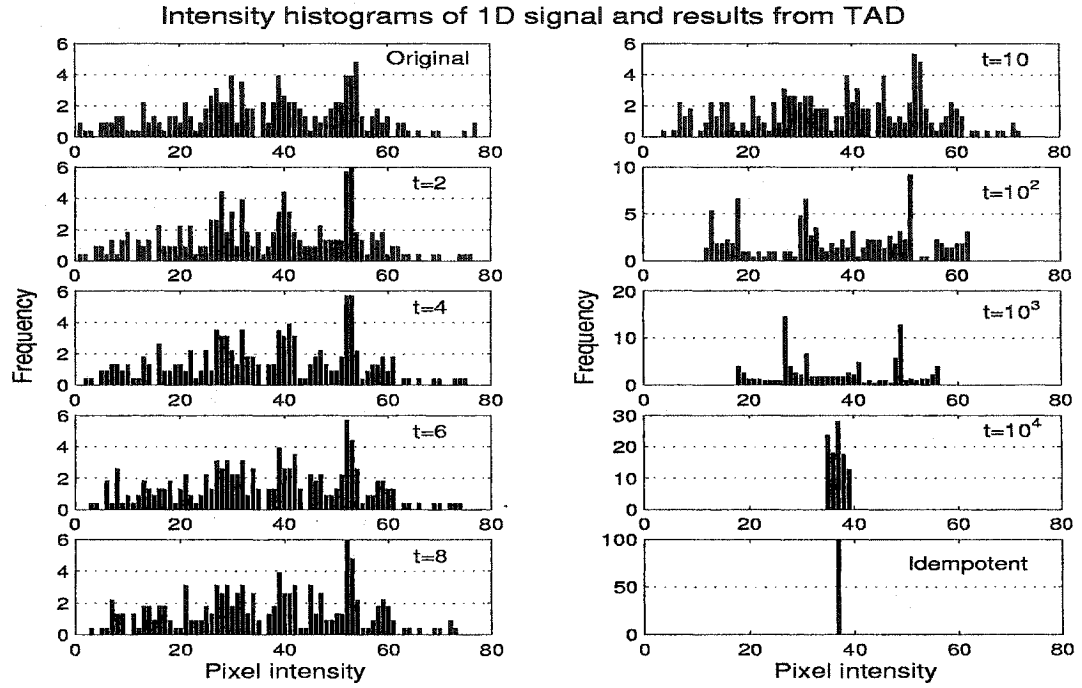 Intensity histograms of 1D signal and results from TAD
6
4
2
0
0 20 40 60 80
Original
6
4
2
0
0 20 40 60 80
t=2
6
4
2
0
0 20 40 60 80
t=4
6
4
2
0
0 20 40 60 80
t=6
6
4
2
0
0 20 40 60 80
t=8
Frequency
Pixel intensity
6
4
2
0
0 20 40 60 80
t=10
10
5
0
0 20 40 60 80
t=10²
20
10
0
0 20 40 60 80
t=10³
30
20
10
0
0 20 40 60 80
t=10⁴
100
50
0
0 20 40 60 80
Idempotent
Frequency
Pixel intensity